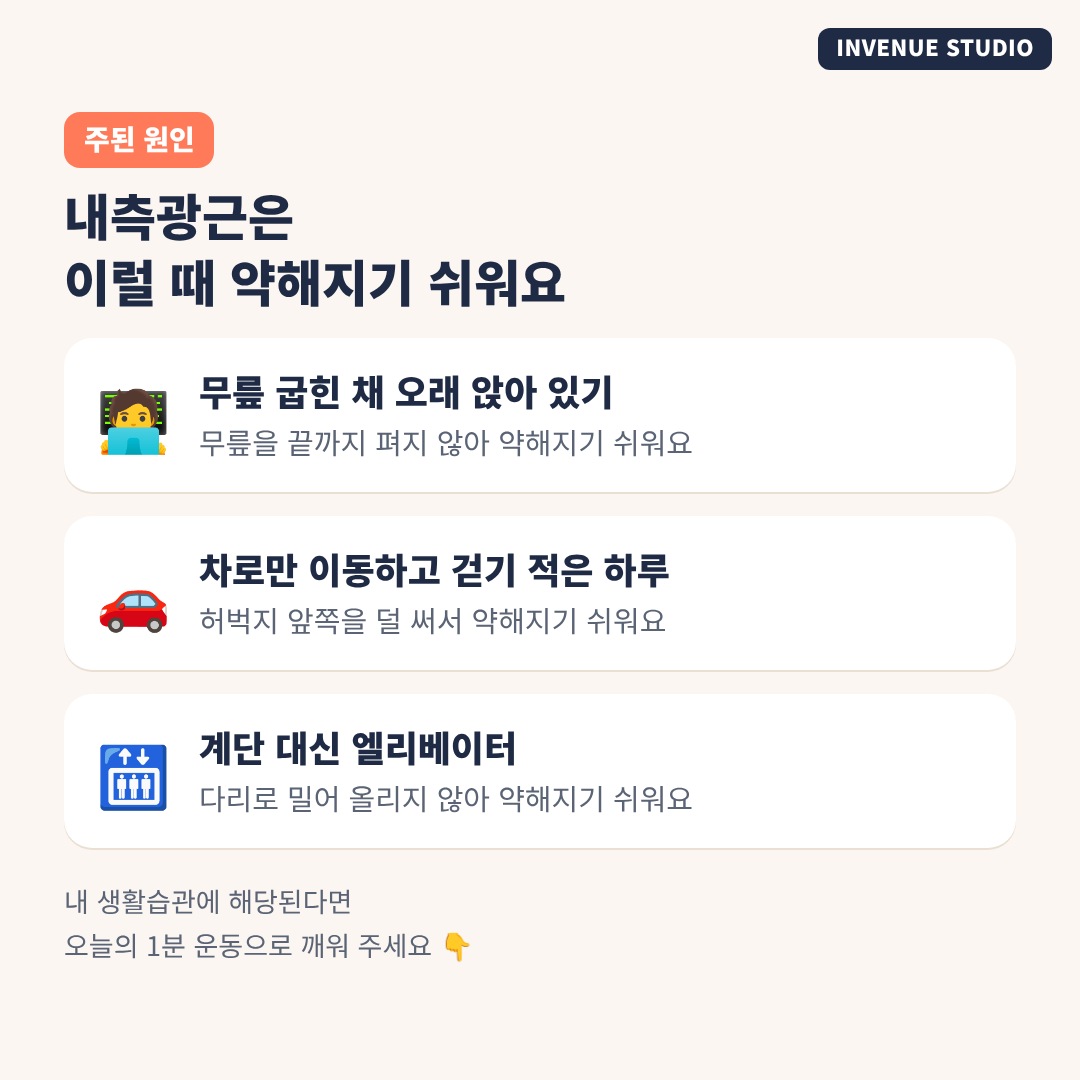 INVENUE STUDIO
주된 원인
내측광근은
이럴 때 약해지기 쉬워요
무릎 굽힌 채 오래 앉아 있기
무릎을 끝까지 펴지 않아 약해지기 쉬워요
차로만 이동하고 걷기 적은 하루
허벅지 앞쪽을 덜 써서 약해지기 쉬워요
계단 대신 엘리베이터
다리로 밀어 올리지 않아 약해지기 쉬워요
내 생활습관에 해당된다면
오늘의 1분 운동으로 깨워 주세요 👇